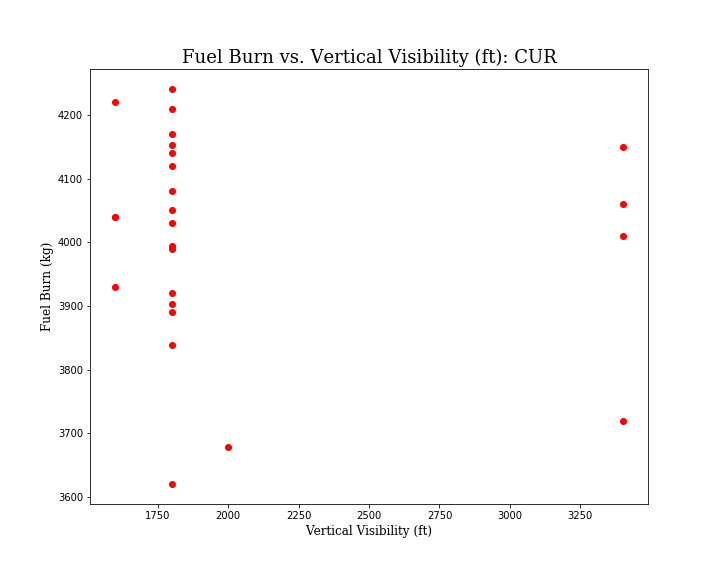 Fuel Burn vs. Vertical Visibility (ft): CUR
4200
4100
4000
3900
3800
3700
3600
Fuel Burn (kg)
1750 2000 2250 2500 2750 3000 3250
Vertical Visibility (ft)